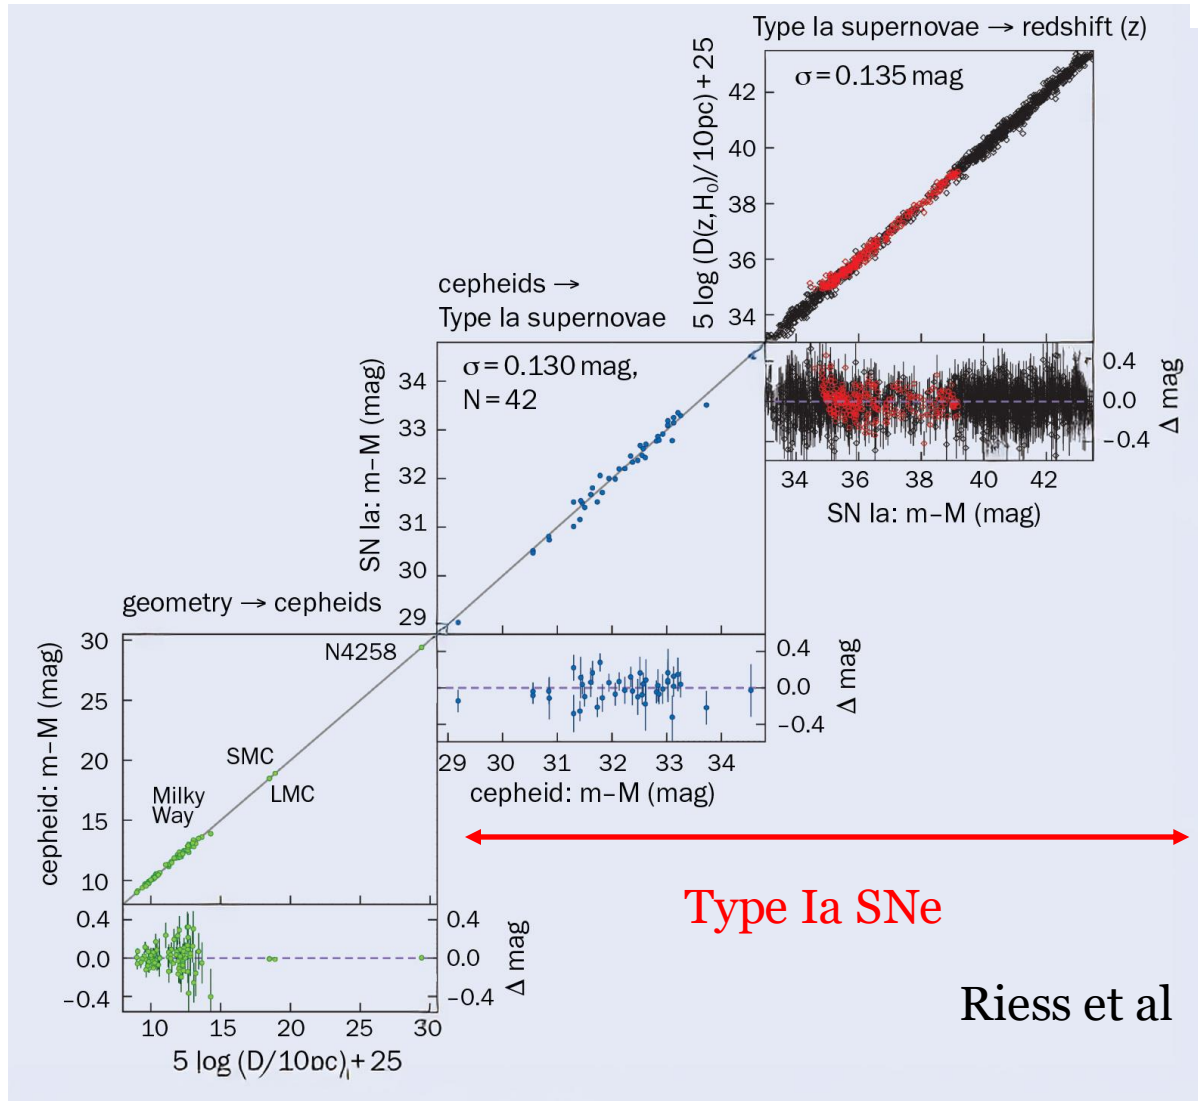 Type Ia supernovae → redshift (z)
5 log (D(z,H₀)/10pc) + 25
σ = 0.135 mag
42
40
38
36
34
0.4
0.0
−0.4
Δ mag
34 36 38 40 42
SN Ia: m−M (mag)
cepheids →
Type Ia supernovae
SN Ia: m−M (mag)
σ = 0.130 mag,
N = 42
34
33
32
31
30
29
0.4
0.0
−0.4
Δ mag
29 30 31 32 33 34
cepheid: m−M (mag)
geometry → cepheids
cepheid: m−M (mag)
30
25
20
15
10
N4258
SMC
LMC
Milky
Way
0.4
0.0
−0.4
0.4
0.0
−0.4
Δ mag
10 15 20 25 30
5 log (D/10pc) + 25
Type Ia SNe
Riess et al